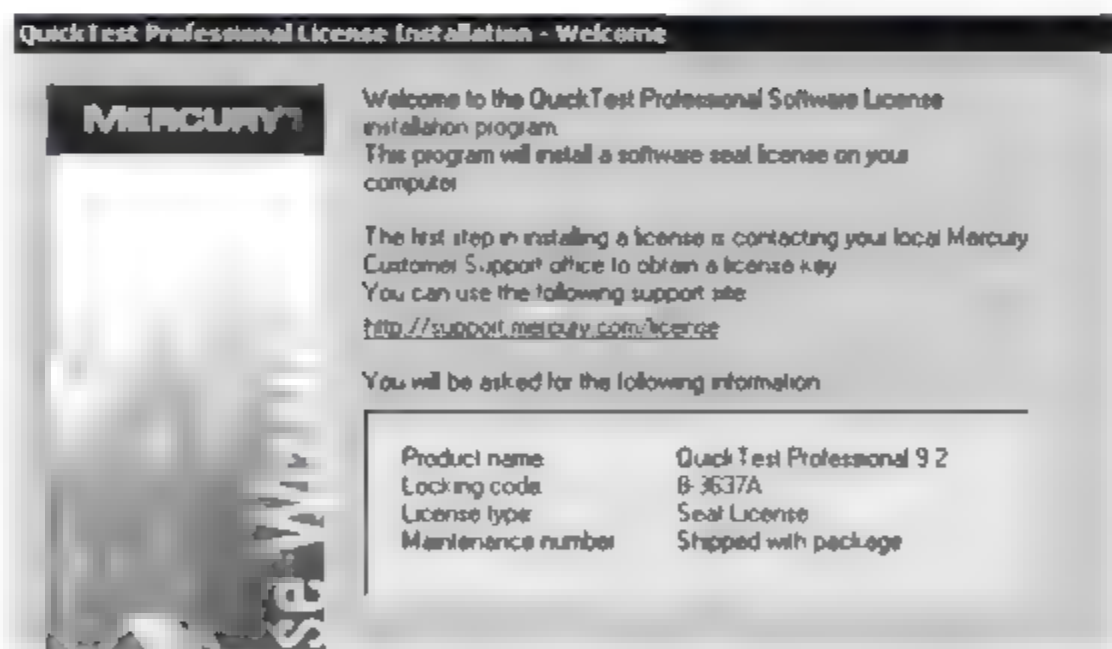 QuickTest Professional License Installation - Welcome
MERCURY
Welcome to the QuickTest Professional Software License
installation program.
This program will install a software seat license on your
computer
The first step in installing a license is contacting your local Mercury
Customer Support office to obtain a license key
You can use the following support site
http://support.mercury.com/license
You will be asked for the following information
Product name QuickTest Professional 9.2
Locking code 8-3637A
License type Seat License
Maintenance number Shipped with package